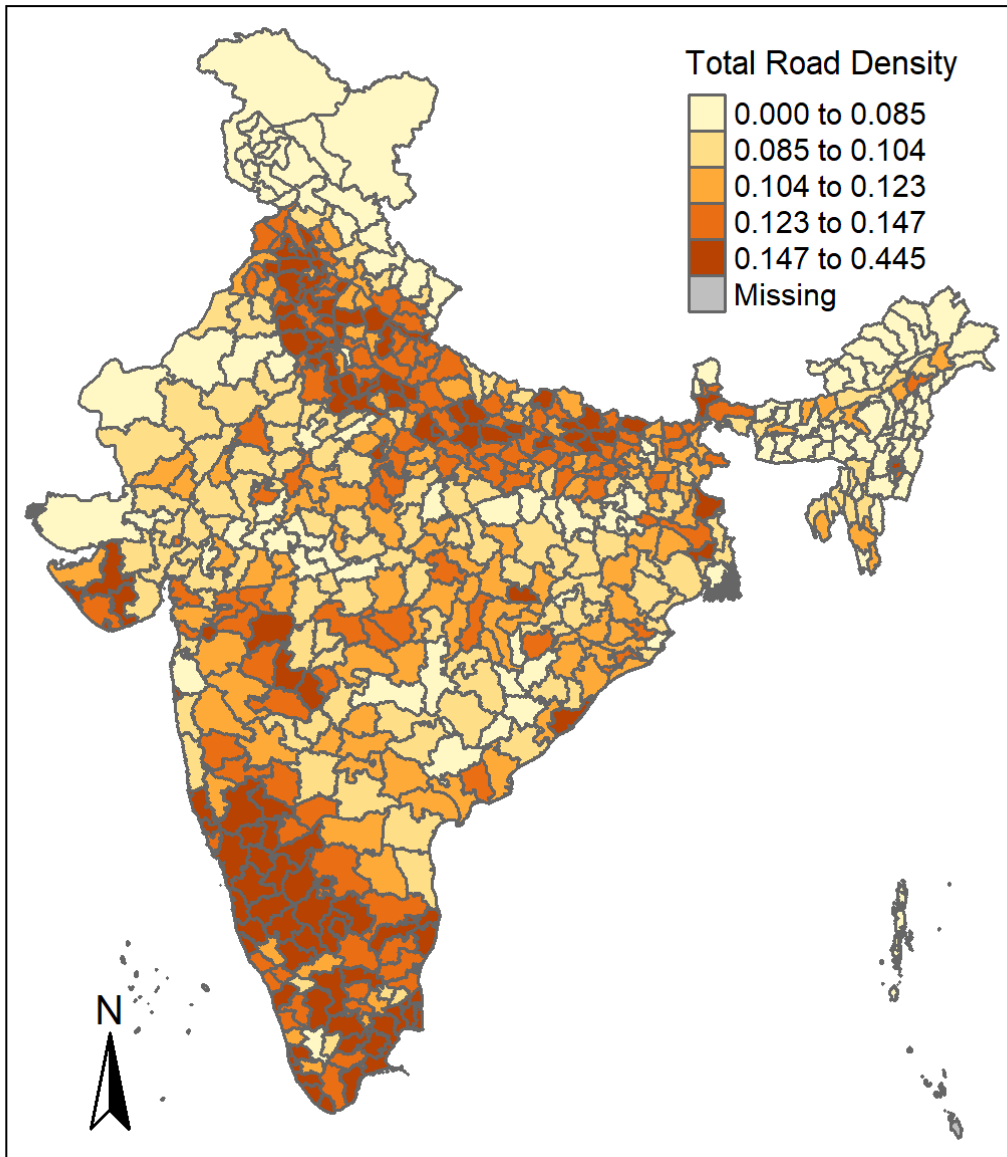 Total Road Density
0.000 to 0.085
0.085 to 0.104
0.104 to 0.123
0.123 to 0.147
0.147 to 0.445
Missing
N